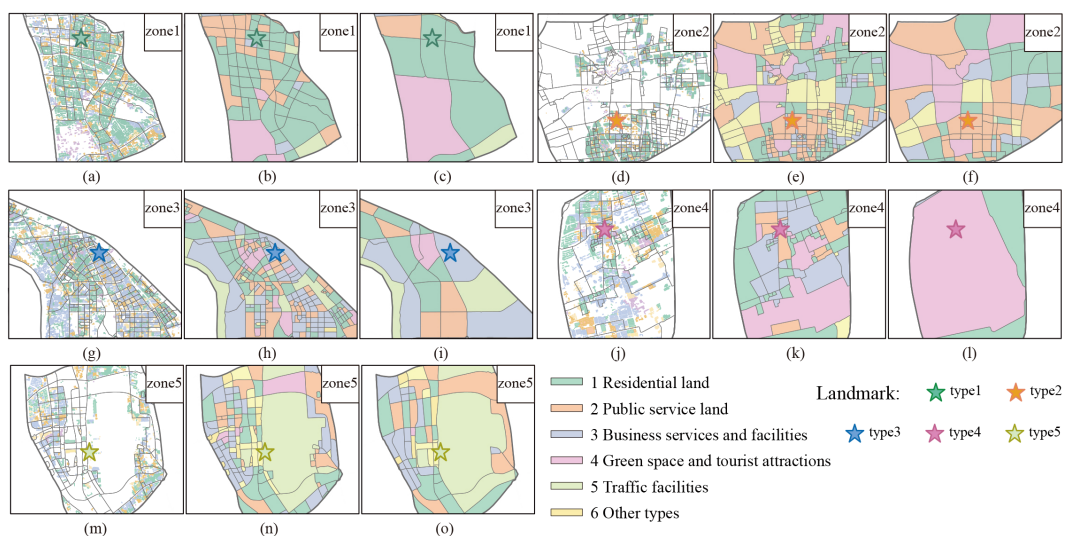 zone1
zone1
zone1
zone2
zone2
zone2
(a)
(b)
(c)
(d)
(e)
(f)
zone3
zone3
zone3
zone4
zone4
zone4
(g)
(h)
(i)
(j)
(k)
(l)
zone5
zone5
zone5
(m)
(n)
(o)
1 Residential land
2 Public service land
3 Business services and facilities
4 Green space and tourist attractions
5 Traffic facilities
6 Other types
Landmark: type1 type2
type3 type4 type5